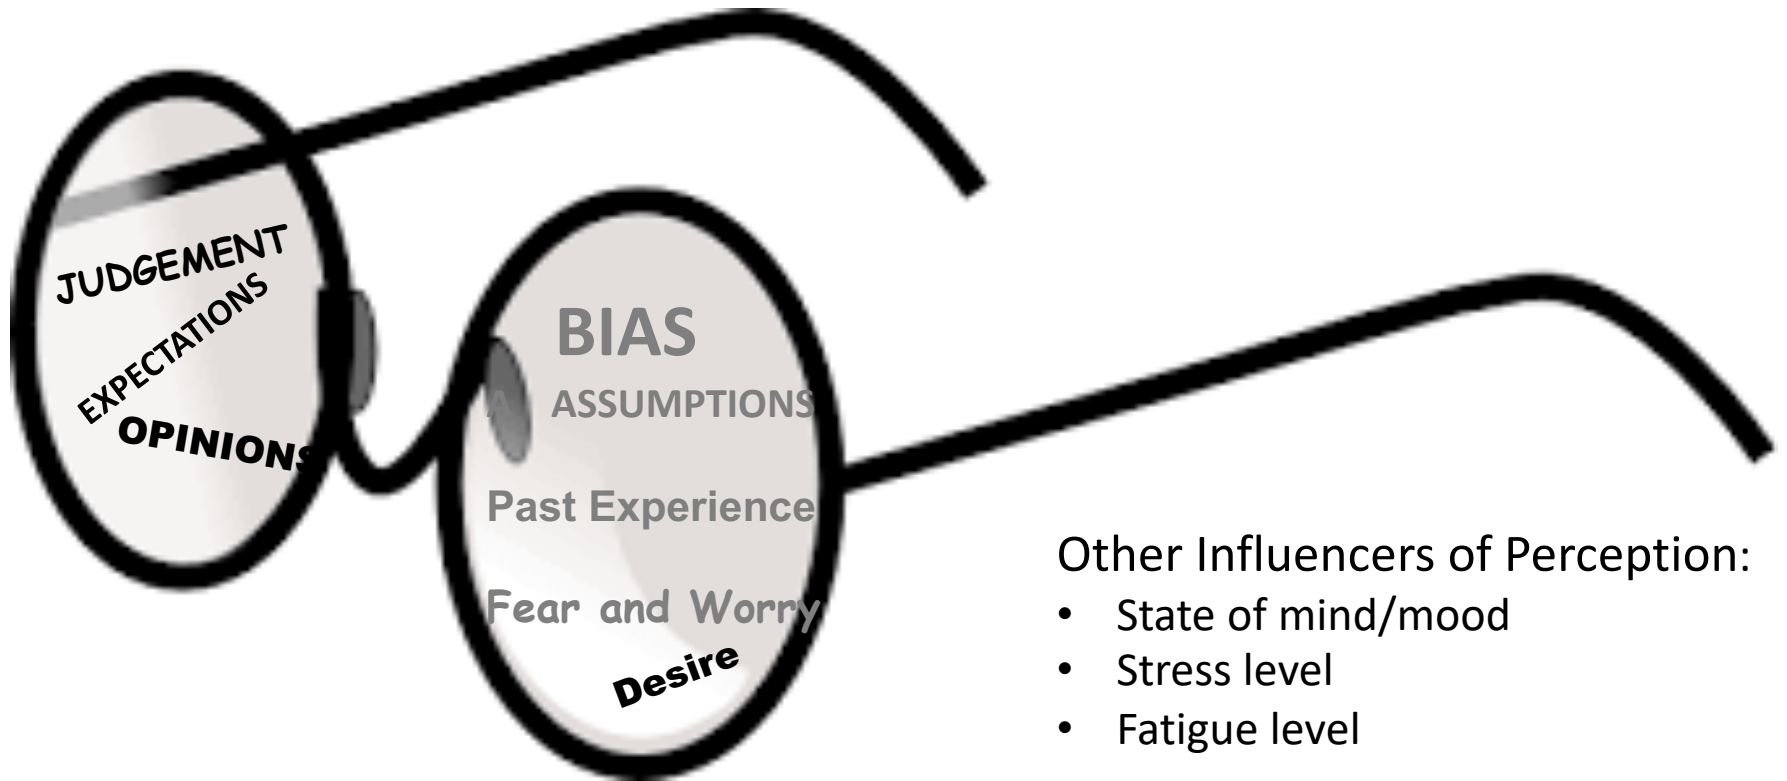 JUDGEMENT
EXPECTATIONS
OPINIONS
BIAS
A ASSUMPTIONS
Past Experience
Fear and Worry
Desire
Other Influencers of Perception:
• State of mind/mood
• Stress level
• Fatigue level